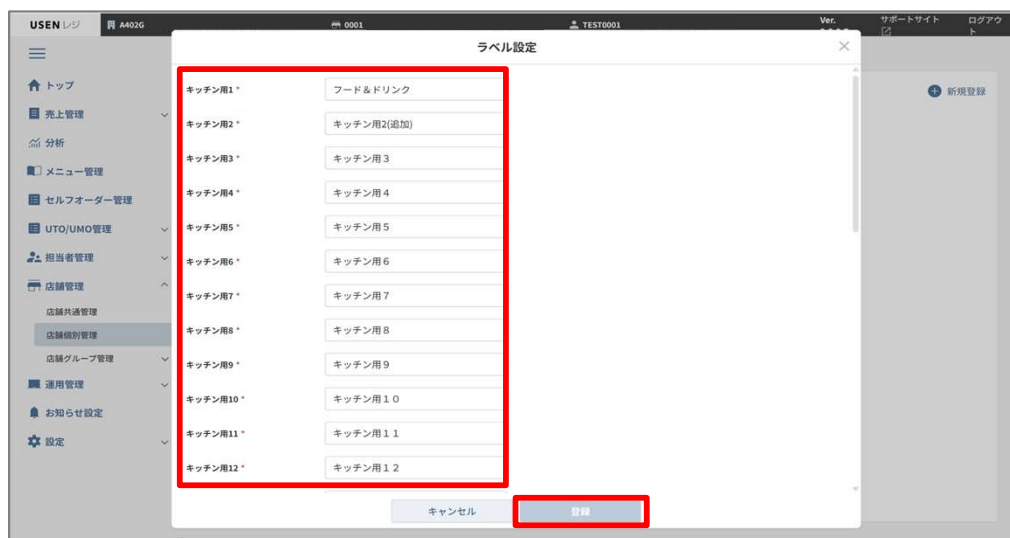 USEN レジ
A402G
0001
TEST0001
Ver.
サポートサイト
ログアウト
ラベル設定
トップ
売上管理
分析
メニュー管理
セルフオーダー管理
UTO/UMO管理
担当者管理
店舗管理
店舗共通管理
店舗個別管理
店舗グループ管理
運用管理
お知らせ設定
設定
キッチン用1 * フード＆ドリンク
キッチン用2 * キッチン用2(追加)
キッチン用3 * キッチン用３
キッチン用4 * キッチン用４
キッチン用5 * キッチン用５
キッチン用6 * キッチン用６
キッチン用7 * キッチン用７
キッチン用8 * キッチン用８
キッチン用9 * キッチン用９
キッチン用10 * キッチン用１０
キッチン用11 * キッチン用１１
キッチン用12 * キッチン用１２
新規登録
キャンセル
登録